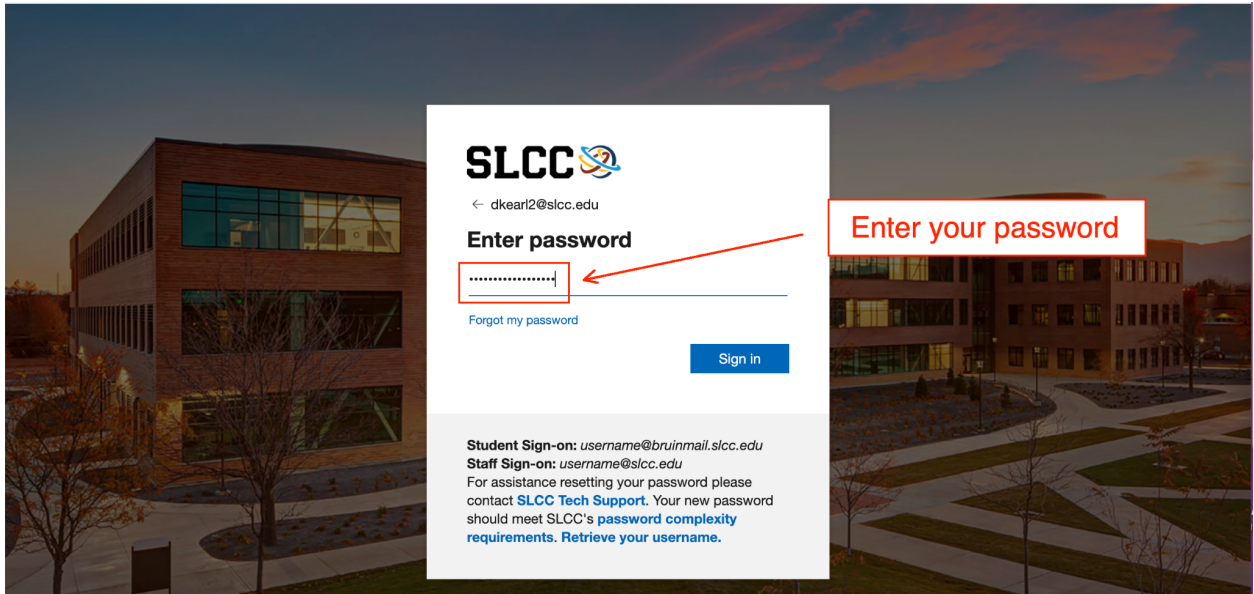 SLCC
← dkearl2@slcc.edu
Enter password
Enter your password
••••••••••••••••••
Forgot my password
Sign in
Student Sign-on: username@bruinmail.slcc.edu
Staff Sign-on: username@slcc.edu
For assistance resetting your password please
contact SLCC Tech Support. Your new password
should meet SLCC's password complexity
requirements. Retrieve your username.